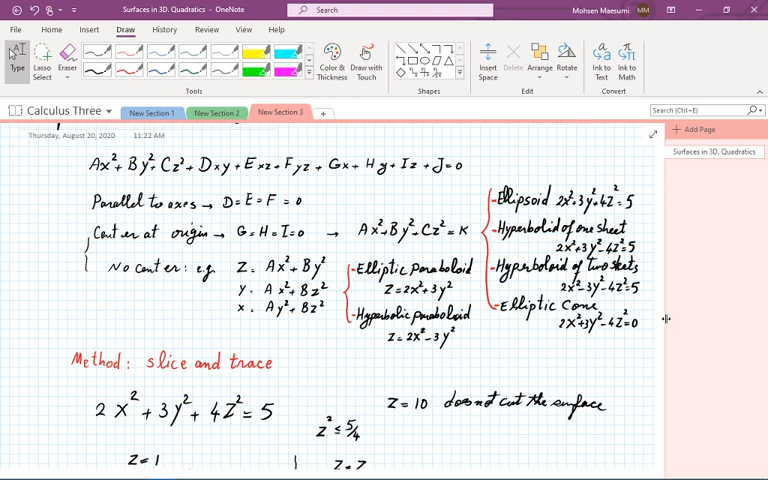 Surfaces in 3D. Quadratics - OneNote
Search
Mohsen Maesumi
MM
File Home Insert Draw History Review View Help
Type
Lasso Select
Eraser
Color & Thickness
Draw with Touch
Insert Space
Delete
Arrange
Rotate
Ink to Text
Ink to Math
Tools
Shapes
Edit
Convert
Calculus Three
New Section 1
New Section 2
New Section 3
+
Search (Ctrl+E)
Thursday, August 20, 2020 11:22 AM
+ Add Page
Surfaces in 3D. Quadratics
Ax² + By² + Cz² + Dxy + Exz + Fyz + Gx + Hy + Iz + J = 0
Parallel to axes → D = E = F = 0
Center at origin → G = H = I = 0 → Ax² + By² + Cz² = K
No center: e.g. Z = Ax² + By²
y = Ax² + Bz²
x = Ay² + Bz²
- Elliptic paraboloid
Z = 2x² + 3y²
- Hyperbolic paraboloid
Z = 2x² - 3y²
- Ellipsoid 2x² + 3y² + 4z² = 5
- Hyperbolid of one sheet
2x² + 3y² - 4z² = 5
- Hyperboloid of two sheets
2x² - 3y² - 4z² = 5
- Elliptic Cone
2x² + 3y² - 4z² = 0
Method: slice and trace
2x² + 3y² + 4z² = 5
Z = 10 does not cut the surface
z² ≤ 5/4
Z = 1